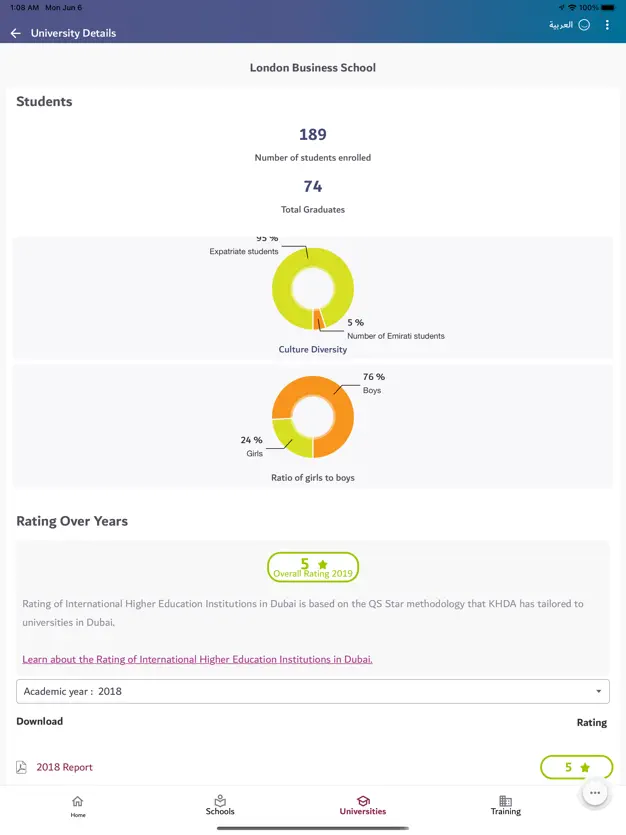 1:08 AM Mon Jun 6
100%
العربية
University Details
London Business School
Students
189
Number of students enrolled
74
Total Graduates
95 %
Expatriate students
5 %
Number of Emirati students
Culture Diversity
76 %
Boys
24 %
Girls
Ratio of girls to boys
Rating Over Years
5
Overall Rating 2019
Rating of International Higher Education Institutions in Dubai is based on the QS Star methodology that KHDA has tailored to
universities in Dubai.
Learn about the Rating of International Higher Education Institutions in Dubai.
Academic year : 2018
Download Rating
2018 Report 5
Home Schools Universities Training